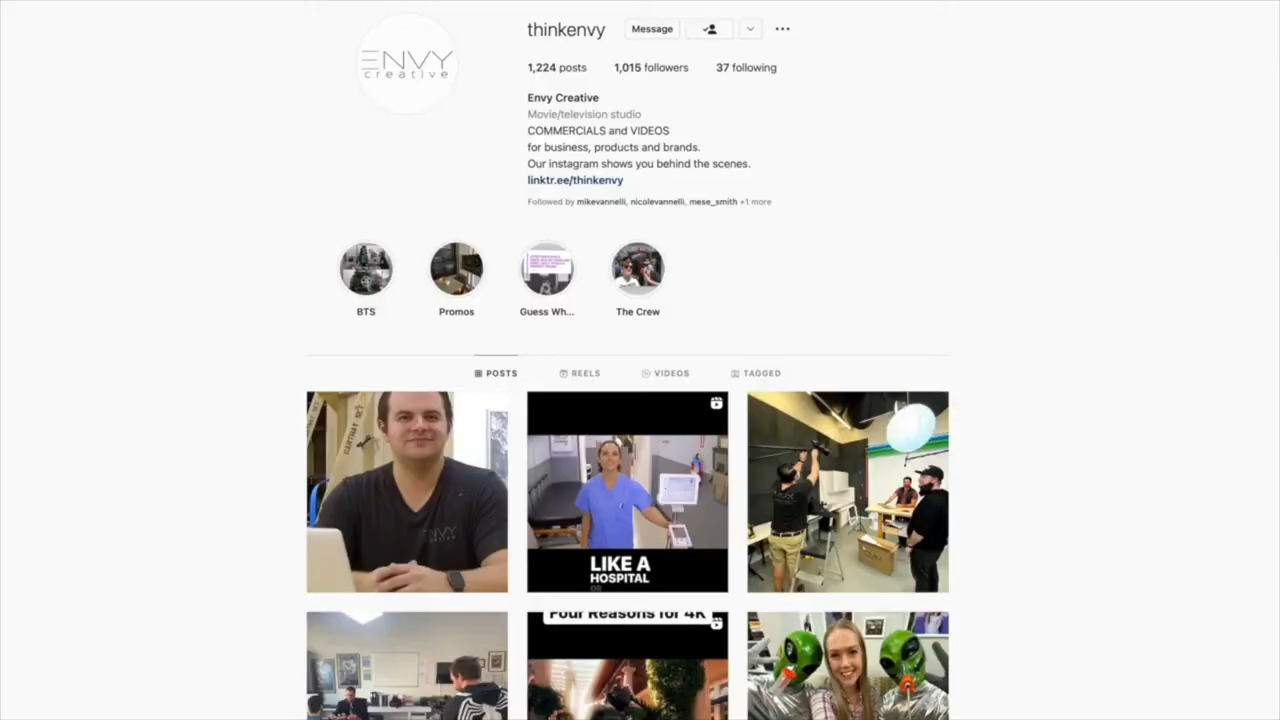 ENVY
creative
thinkenvy
Message
1,224 posts 1,015 followers 37 following
Envy Creative
Movie/television studio
COMMERCIALS and VIDEOS
for business, products and brands.
Our instagram shows you behind the scenes.
linktr.ee/thinkenvy
Followed by mikevannelli, nicolevannelli, mese_smith +1 more
BTS Promos Guess Wh... The Crew
POSTS REELS VIDEOS TAGGED
ENVY
LIKE A
HOSPITAL
Four Reasons for 4K